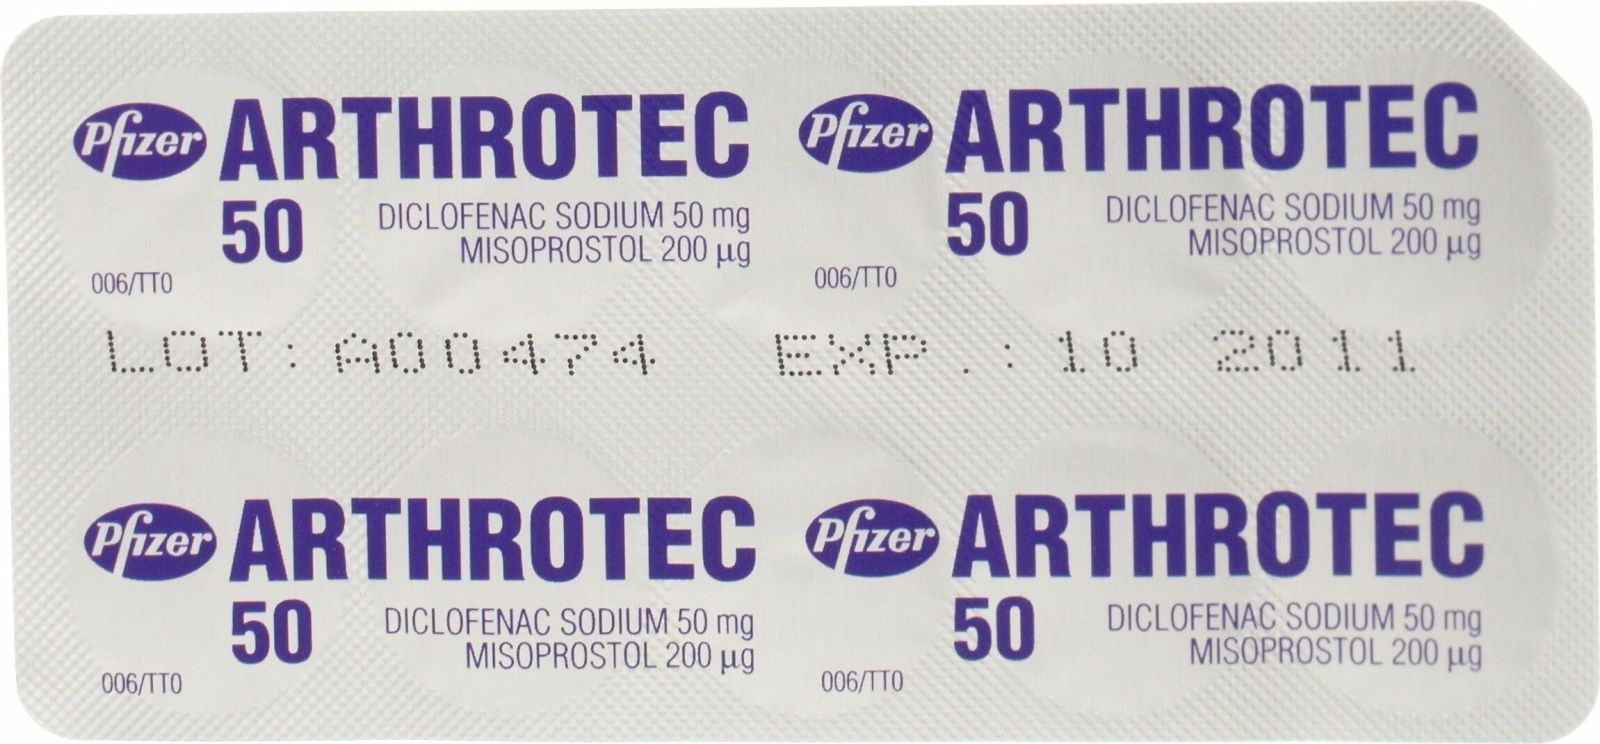 Pfizer ARTHROTEC Pfizer ARTHROTEC
50 DICLOFENAC SODIUM 50 mg 50 DICLOFENAC SODIUM 50 mg
MISOPROSTOL 200 µg MISOPROSTOL 200 µg
006/TT0 006/TT0
LOT: A00474 EXP.: 10 2011
Pfizer ARTHROTEC Pfizer ARTHROTEC
50 DICLOFENAC SODIUM 50 mg 50 DICLOFENAC SODIUM 50 mg
MISOPROSTOL 200 µg MISOPROSTOL 200 µg
006/TT0 006/TT0